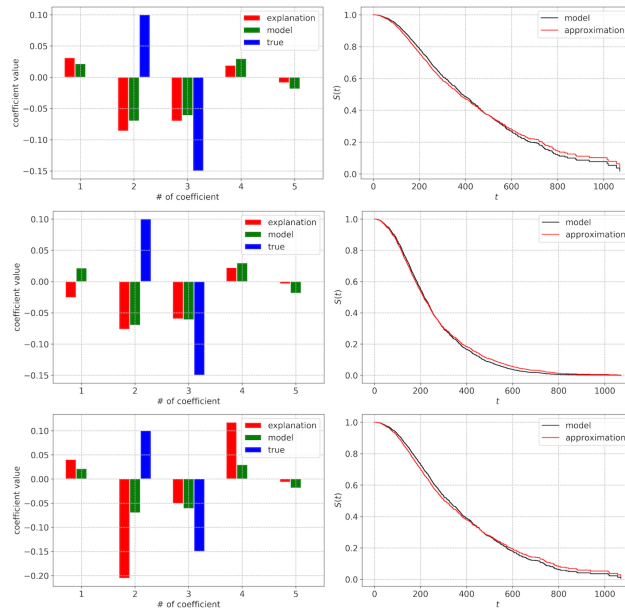 0.10
0.05
0.00
−0.05
−0.10
−0.15
coefficient value
1 2 3 4 5
# of coefficient
explanation
model
true
1.0
0.8
0.6
0.4
0.2
0.0
S(t)
0 200 400 600 800 1000
t
model
approximation
0.10
0.05
0.00
−0.05
−0.10
−0.15
coefficient value
1 2 3 4 5
# of coefficient
explanation
model
true
1.0
0.8
0.6
0.4
0.2
0.0
S(t)
0 200 400 600 800 1000
t
model
approximation
0.10
0.05
0.00
−0.05
−0.10
−0.15
−0.20
coefficient value
1 2 3 4 5
# of coefficient
explanation
model
true
1.0
0.8
0.6
0.4
0.2
0.0
S(t)
0 200 400 600 800 1000
t
model
approximation